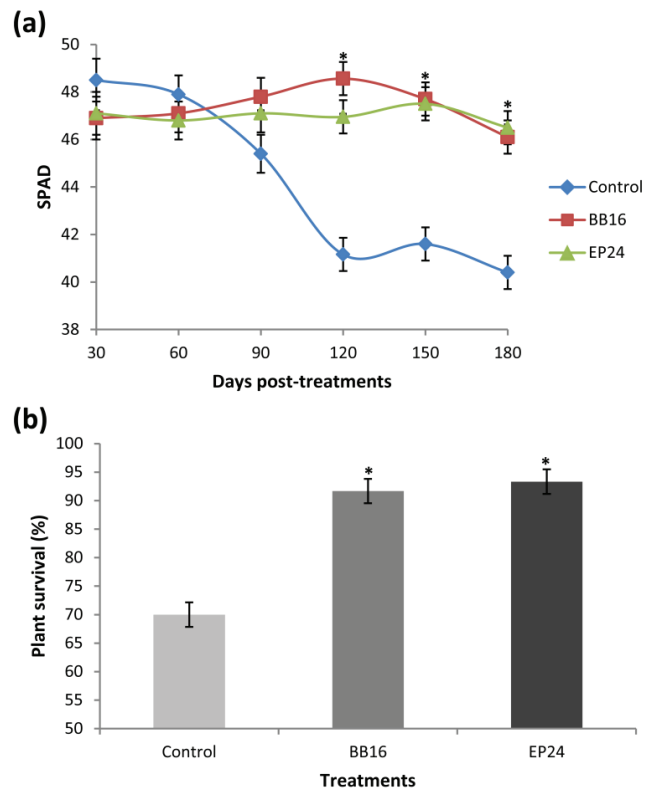 (a)
50
48
46
44
42
40
38
SPAD
* * *
30 60 90 120 150 180
Days post-treatments
Control
BB16
EP24
(b)
100
95
90
85
80
75
70
65
60
55
50
Plant survival (%)
* *
Control BB16 EP24
Treatments